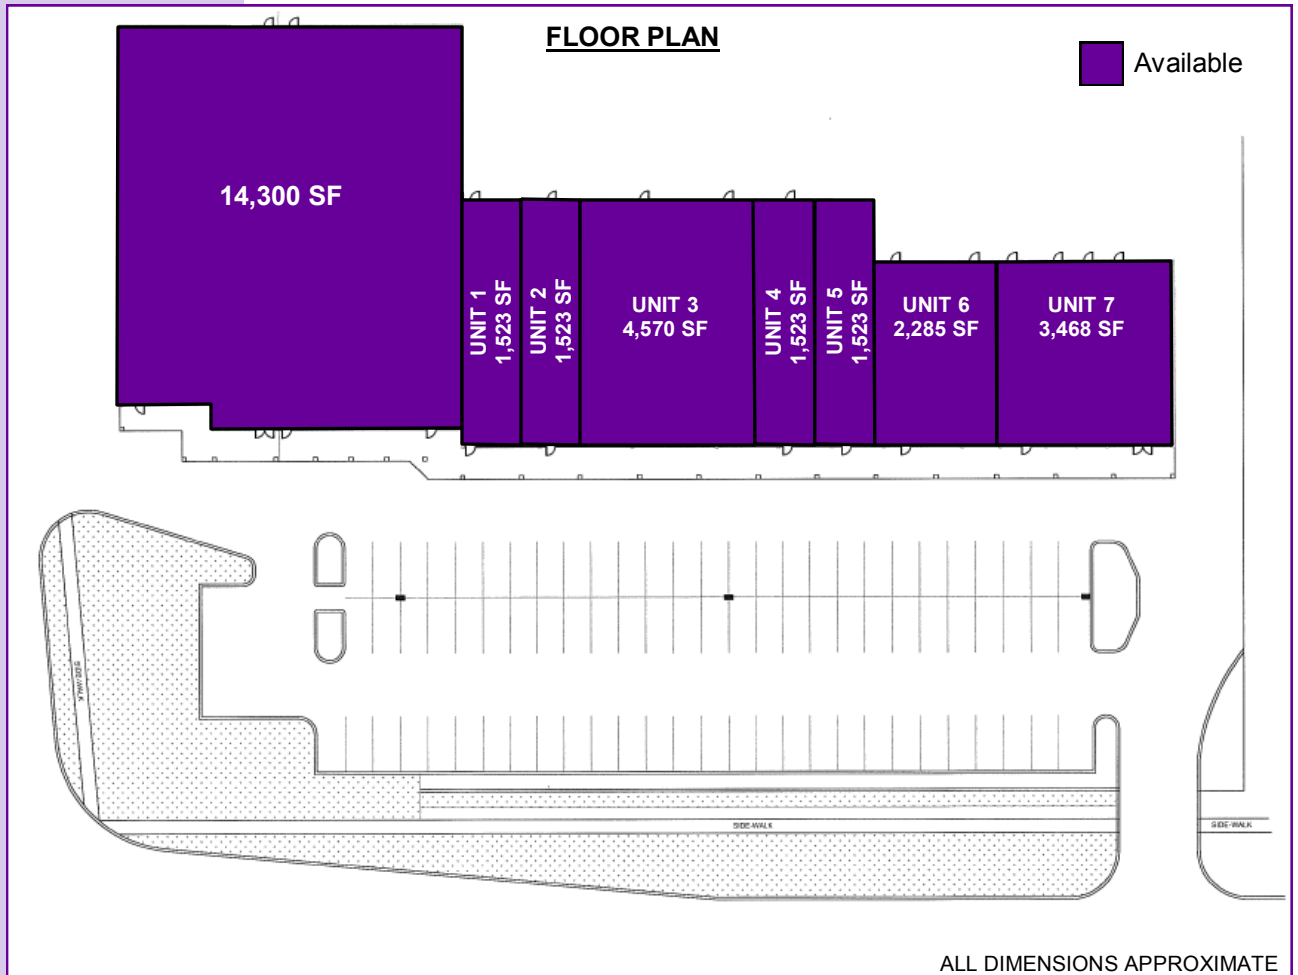 FLOOR PLAN
Available
14,300 SF
UNIT 1
1,523 SF
UNIT 2
1,523 SF
UNIT 3
4,570 SF
UNIT 4
1,523 SF
UNIT 5
1,523 SF
UNIT 6
2,285 SF
UNIT 7
3,468 SF
SIDE-WALK
SIDE-WALK
SIDE-WALK
ALL DIMENSIONS APPROXIMATE